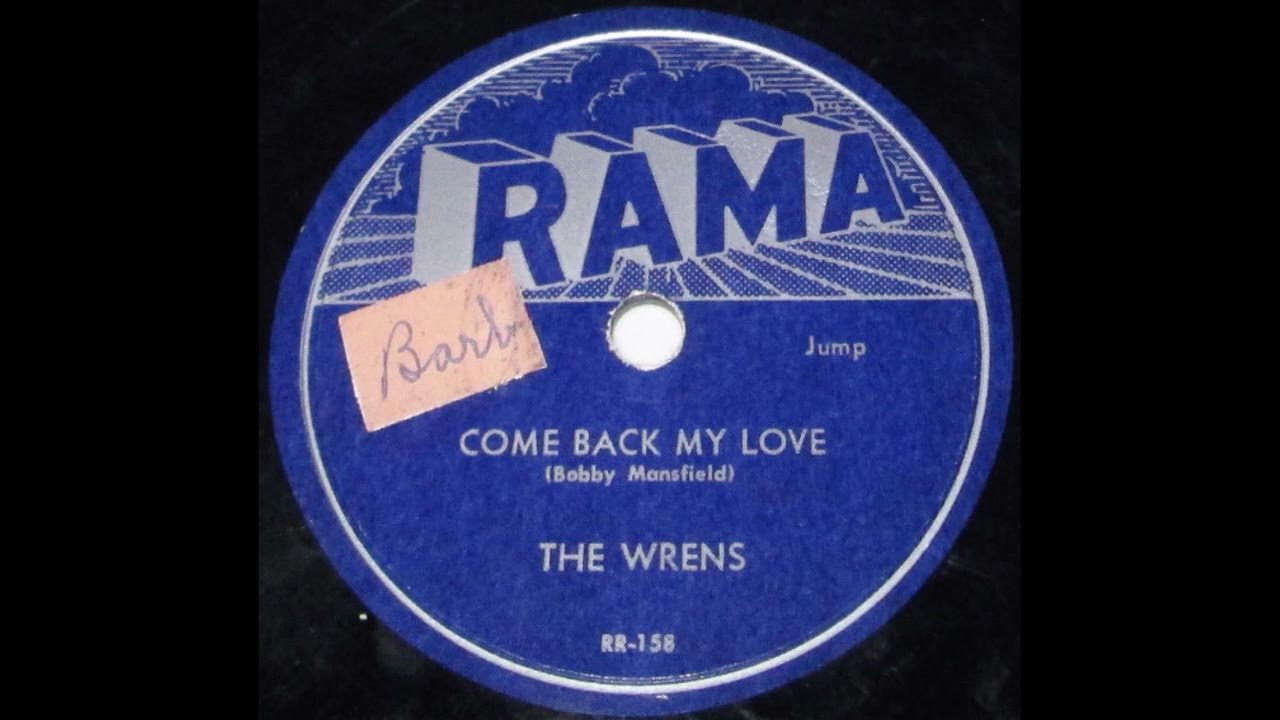 RAMA
Barb
Jump
COME BACK MY LOVE
(Bobby Mansfield)
THE WRENS
RR-158